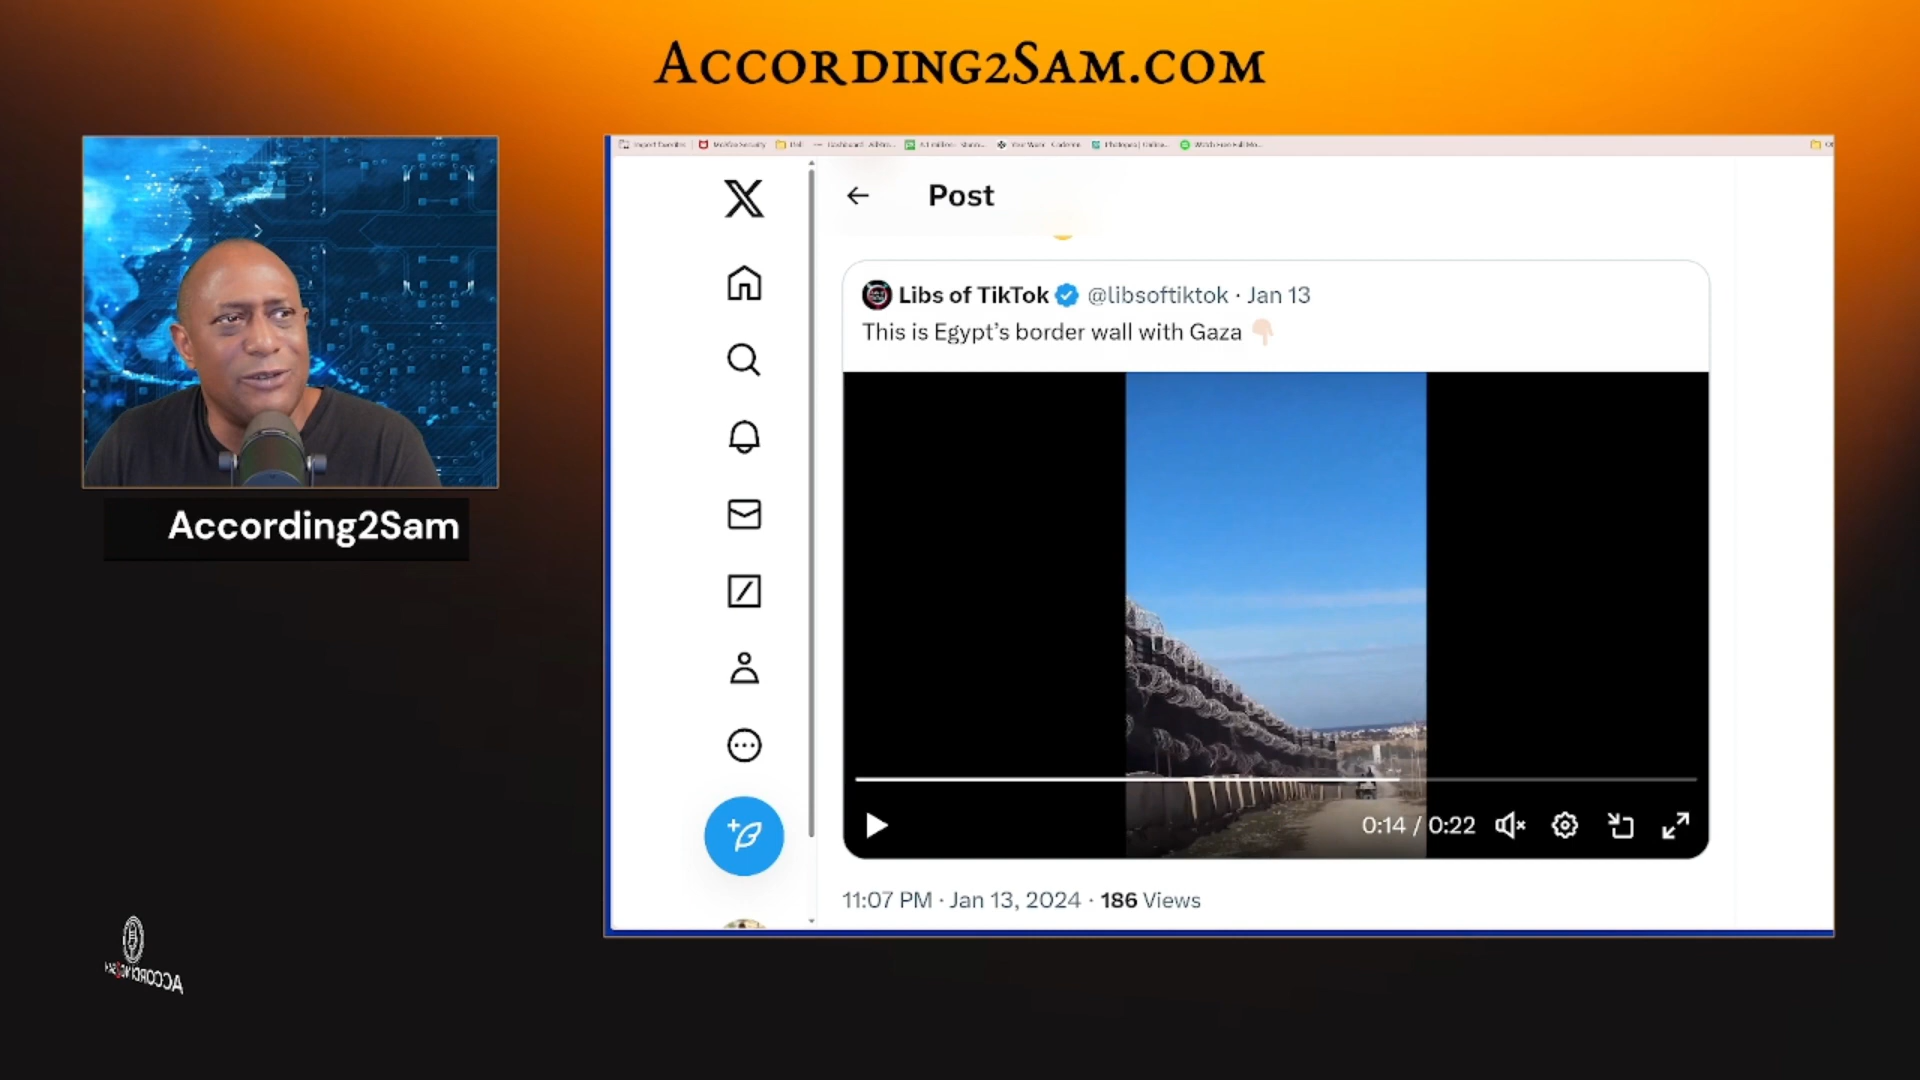 According2Sam.com
Post
Libs of TikTok @libsoftiktok · Jan 13
This is Egypt's border wall with Gaza
According2Sam
0:14 / 0:22
11:07 PM · Jan 13, 2024 · 186 Views